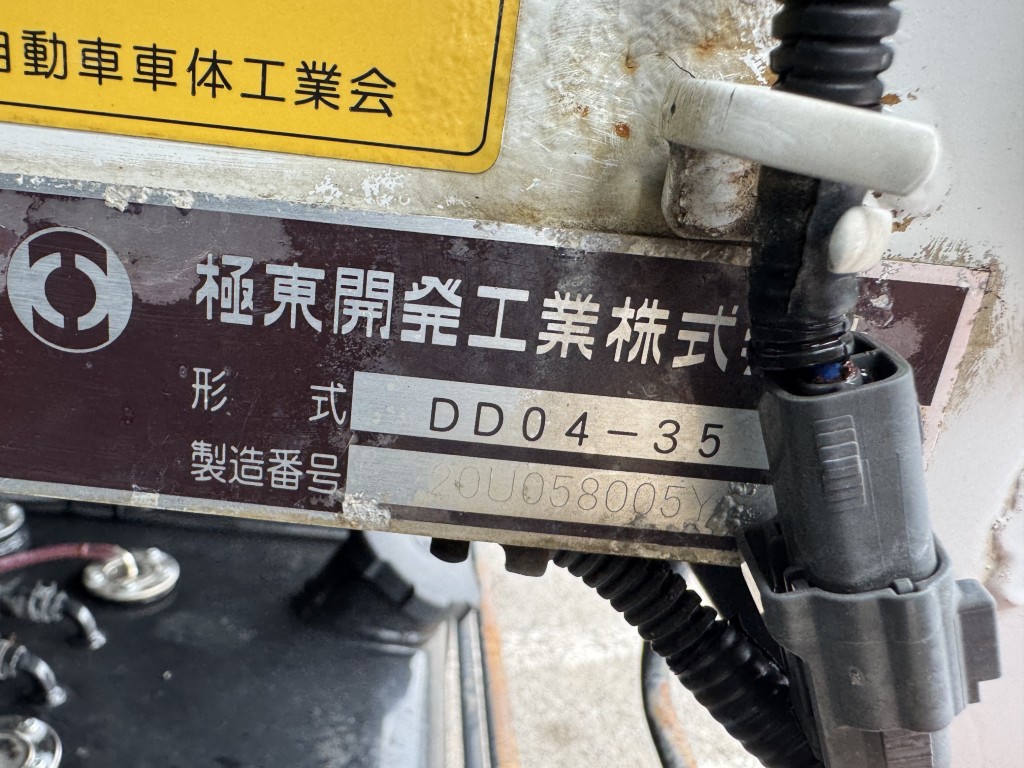 自動車車体工業会
極東開発工業株式
形 式 DD04-35
製造番号 20U058005Y